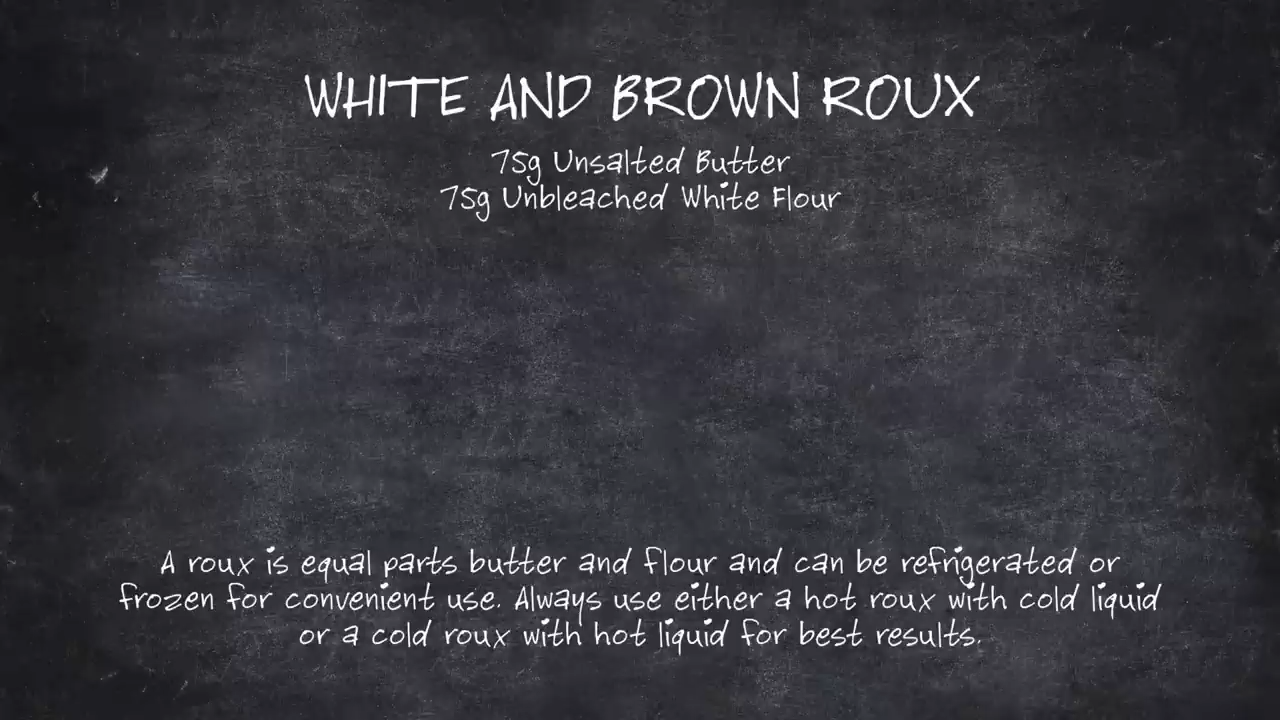 WHITE AND BROWN ROUX
75g Unsalted Butter
75g Unbleached White Flour
A roux is equal parts butter and flour and can be refrigerated or
frozen for convenient use. Always use either a hot roux with cold liquid
or a cold roux with hot liquid for best results.